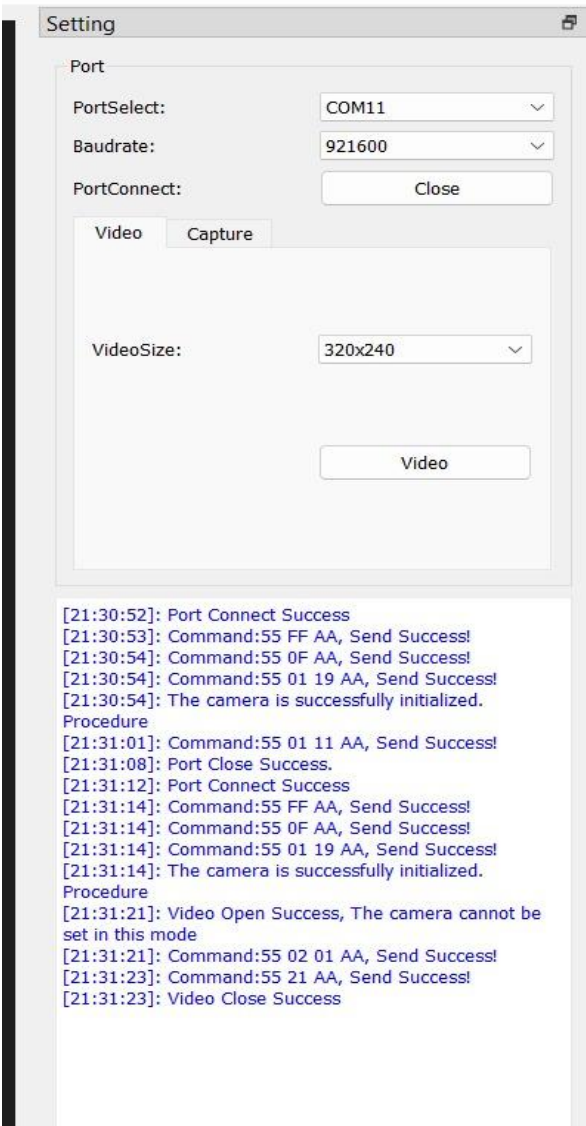 Setting
Port
PortSelect: COM11
Baudrate: 921600
PortConnect: Close
Video Capture
VideoSize: 320x240
Video
[21:30:52]: Port Connect Success
[21:30:53]: Command:55 FF AA, Send Success!
[21:30:54]: Command:55 0F AA, Send Success!
[21:30:54]: Command:55 01 19 AA, Send Success!
[21:30:54]: The camera is successfully initialized.
Procedure
[21:31:01]: Command:55 01 11 AA, Send Success!
[21:31:08]: Port Close Success.
[21:31:12]: Port Connect Success
[21:31:14]: Command:55 FF AA, Send Success!
[21:31:14]: Command:55 0F AA, Send Success!
[21:31:14]: Command:55 01 19 AA, Send Success!
[21:31:14]: The camera is successfully initialized.
Procedure
[21:31:21]: Video Open Success, The camera cannot be
set in this mode
[21:31:21]: Command:55 02 01 AA, Send Success!
[21:31:23]: Command:55 21 AA, Send Success!
[21:31:23]: Video Close Success